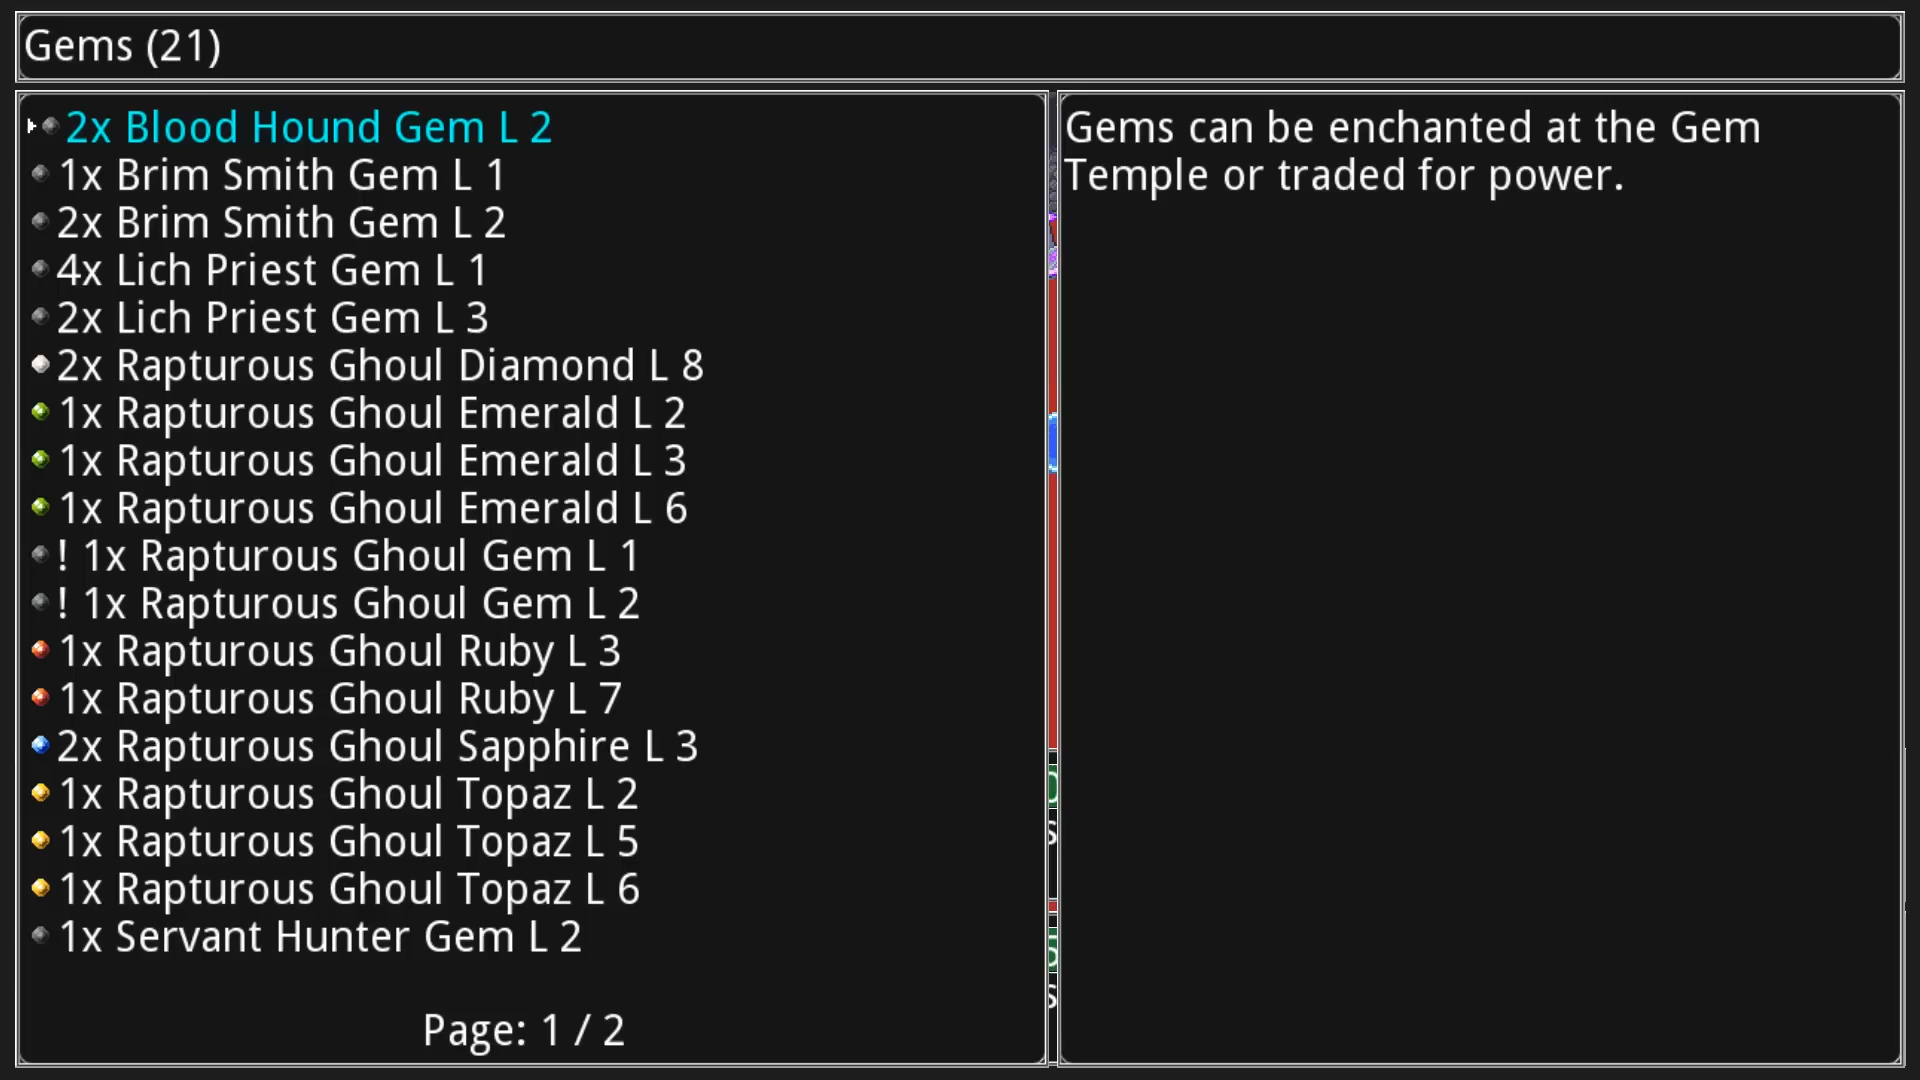 Gems (21)
2x Blood Hound Gem L 2
1x Brim Smith Gem L 1
2x Brim Smith Gem L 2
4x Lich Priest Gem L 1
2x Lich Priest Gem L 3
2x Rapturous Ghoul Diamond L 8
1x Rapturous Ghoul Emerald L 2
1x Rapturous Ghoul Emerald L 3
1x Rapturous Ghoul Emerald L 6
! 1x Rapturous Ghoul Gem L 1
! 1x Rapturous Ghoul Gem L 2
1x Rapturous Ghoul Ruby L 3
1x Rapturous Ghoul Ruby L 7
2x Rapturous Ghoul Sapphire L 3
1x Rapturous Ghoul Topaz L 2
1x Rapturous Ghoul Topaz L 5
1x Rapturous Ghoul Topaz L 6
1x Servant Hunter Gem L 2
Page: 1 / 2
Gems can be enchanted at the Gem
Temple or traded for power.